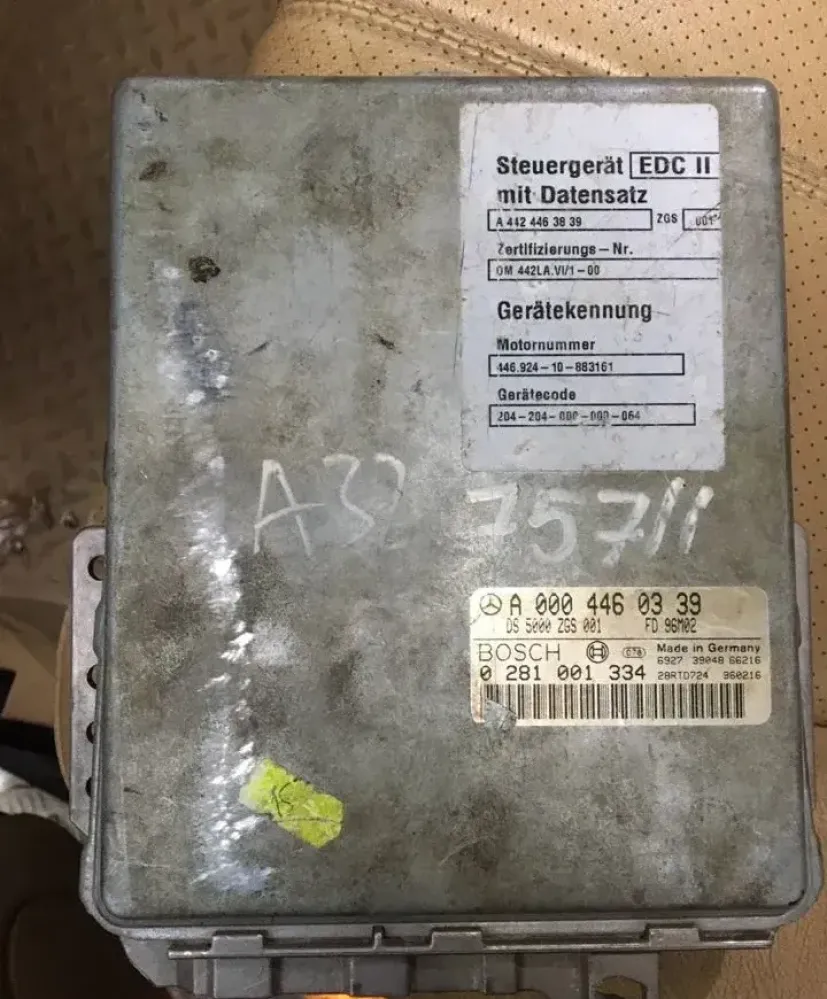 Steuergerät EDC II
mit Datensatz
A 442 446 38 39 ZGS 001
Zertifizierungs-Nr.
OM 442LA.VI/1-00
Gerätekennung
Motornummer
446.924-10-883161
Gerätecode
204-204-000-000-064
A32 75711
A 000 446 03 39
DS 5000 ZGS 001 FD 96M02
BOSCH Made in Germany
6927 39048 66216
0 281 001 334 28RTD724 960216